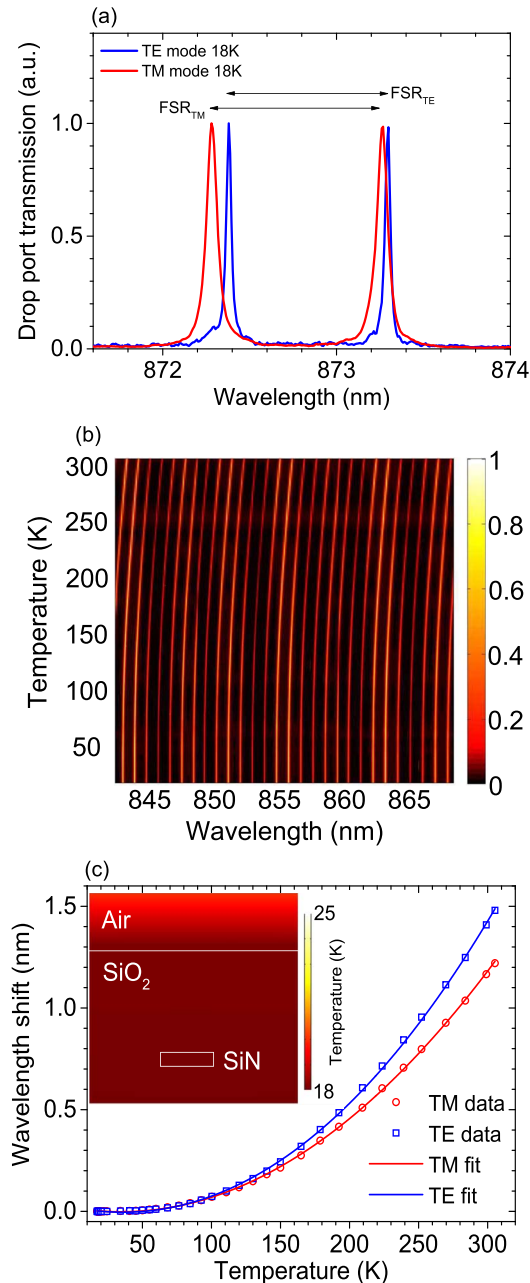 (a)
TE mode 18K
TM mode 18K
FSR_TE
FSR_TM
Drop port transmission (a.u.)
1.0
0.5
0.0
872
873
874
Wavelength (nm)
(b)
Temperature (K)
300
250
200
150
100
50
845
850
855
860
865
Wavelength (nm)
1
0.8
0.6
0.4
0.2
0
(c)
Wavelength shift (nm)
1.5
1.0
0.5
0.0
Air
SiO₂
SiN
25
Temperature (K)
18
TM data
TE data
TM fit
TE fit
0
50
100
150
200
250
300
Temperature (K)